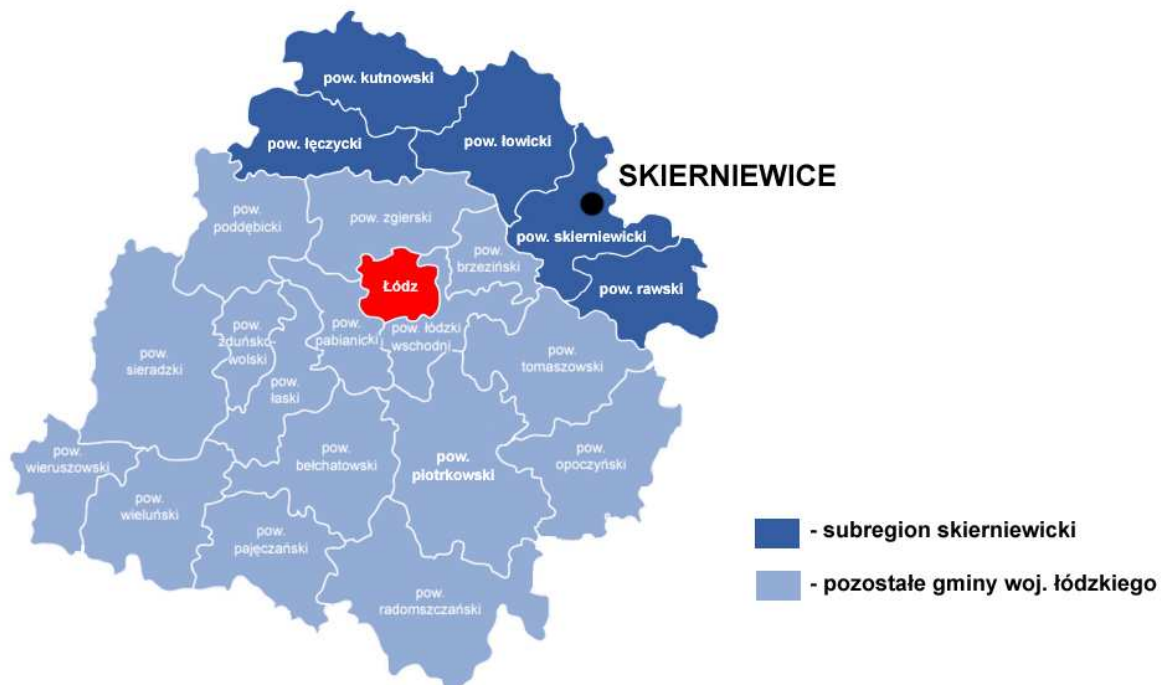 pow. kutnowski
pow. łęczycki
pow. łowicki
SKIERNIEWICE
pow.
poddębicki
pow. zgierski
pow. skierniewicki
pow.
brzeziński
Łódz
pow. rawski
pow.
zduńsko-
wolski
pow.
pabianicki
pow. łódzki
wschodni
pow.
sieradzki
pow.
tomaszowski
pow.
łaski
pow.
wieruszowski
pow.
bełchatowski
pow.
piotrkowski
pow.
opoczyński
pow.
wieluński
pow.
pajęczański
pow.
radomszczański
- subregion skierniewicki
- pozostałe gminy woj. łódzkiego